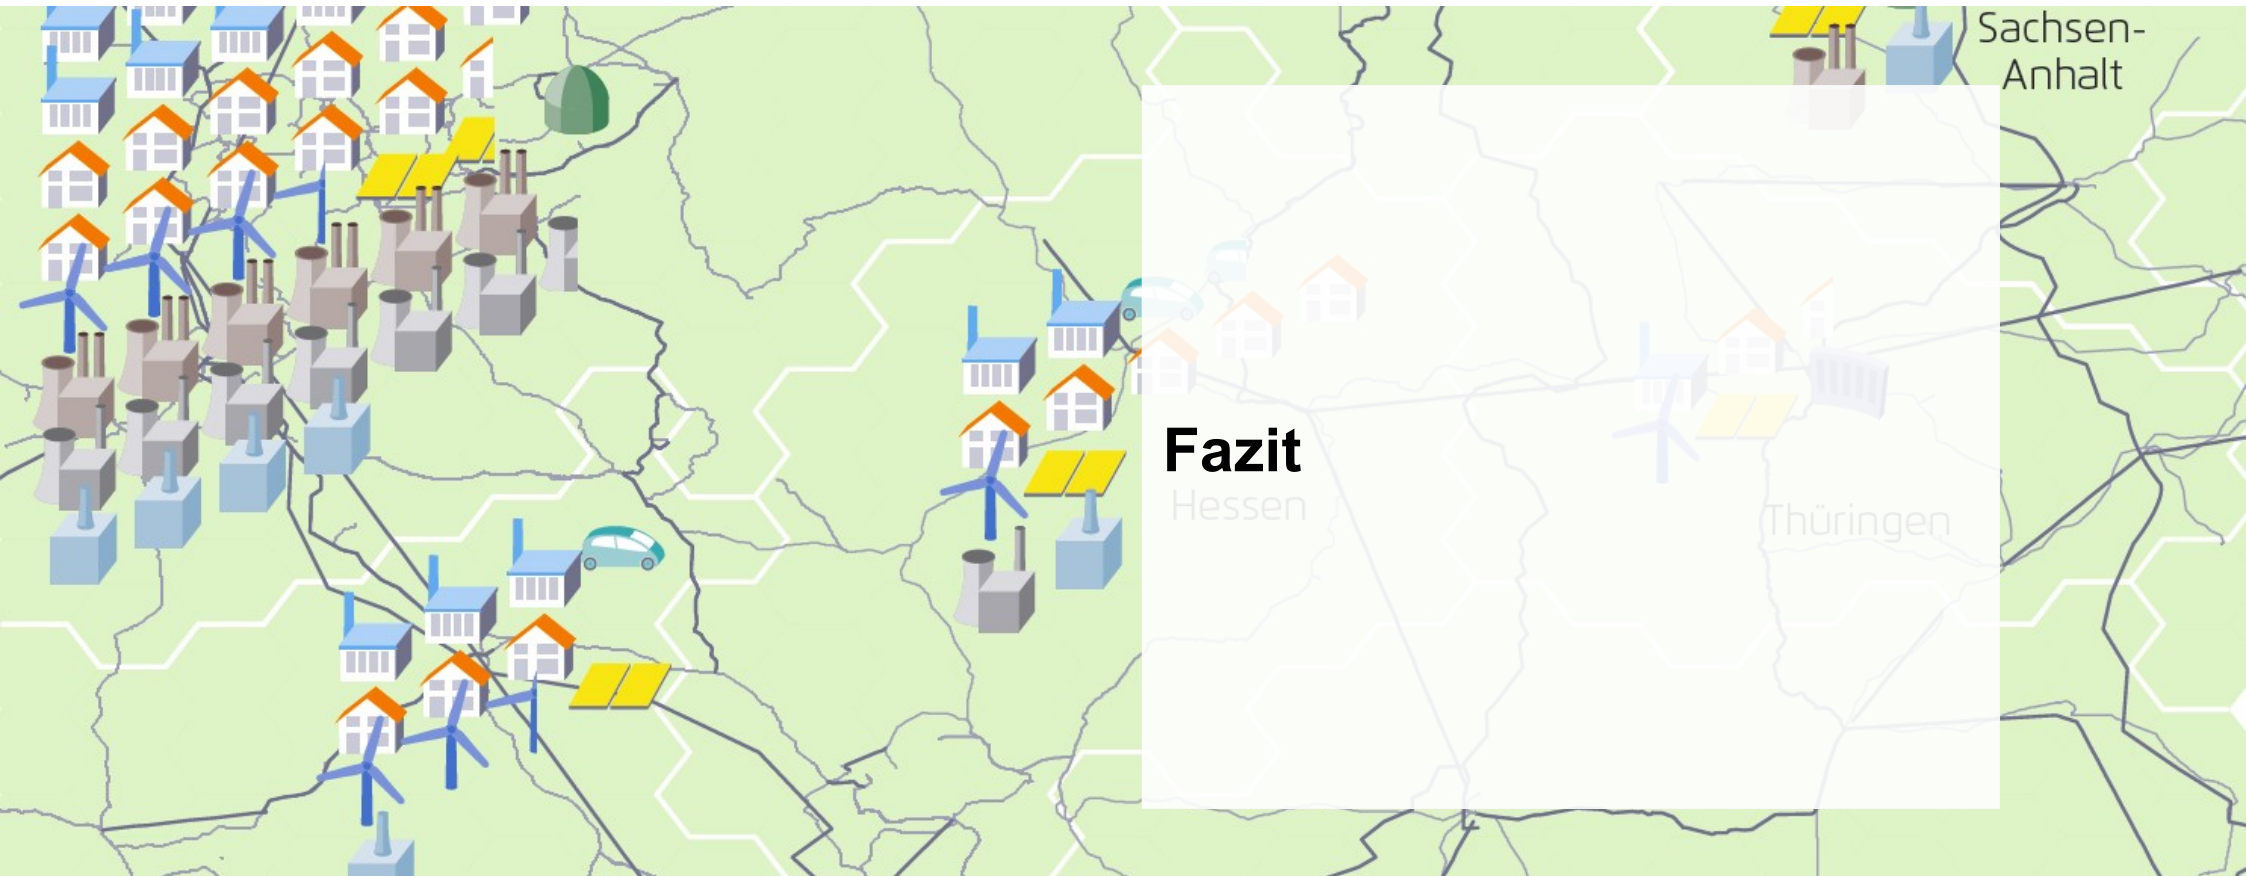 Sachsen-
Anhalt
Fazit
Hessen
Thüringen